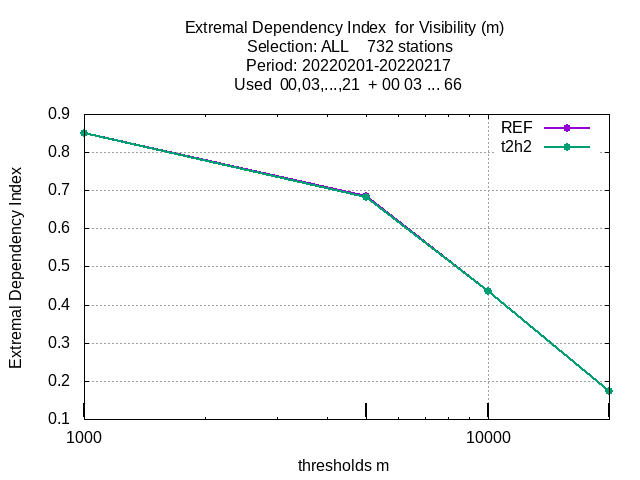 Extremal Dependency Index  for Visibility (m)
Selection: ALL    732 stations
Period: 20220201-20220217
Used  00,03,...,21  + 00 03 ... 66
REF
t2h2
0.9
0.8
0.7
0.6
0.5
0.4
0.3
0.2
0.1
Extremal Dependency Index
1000
10000
thresholds m